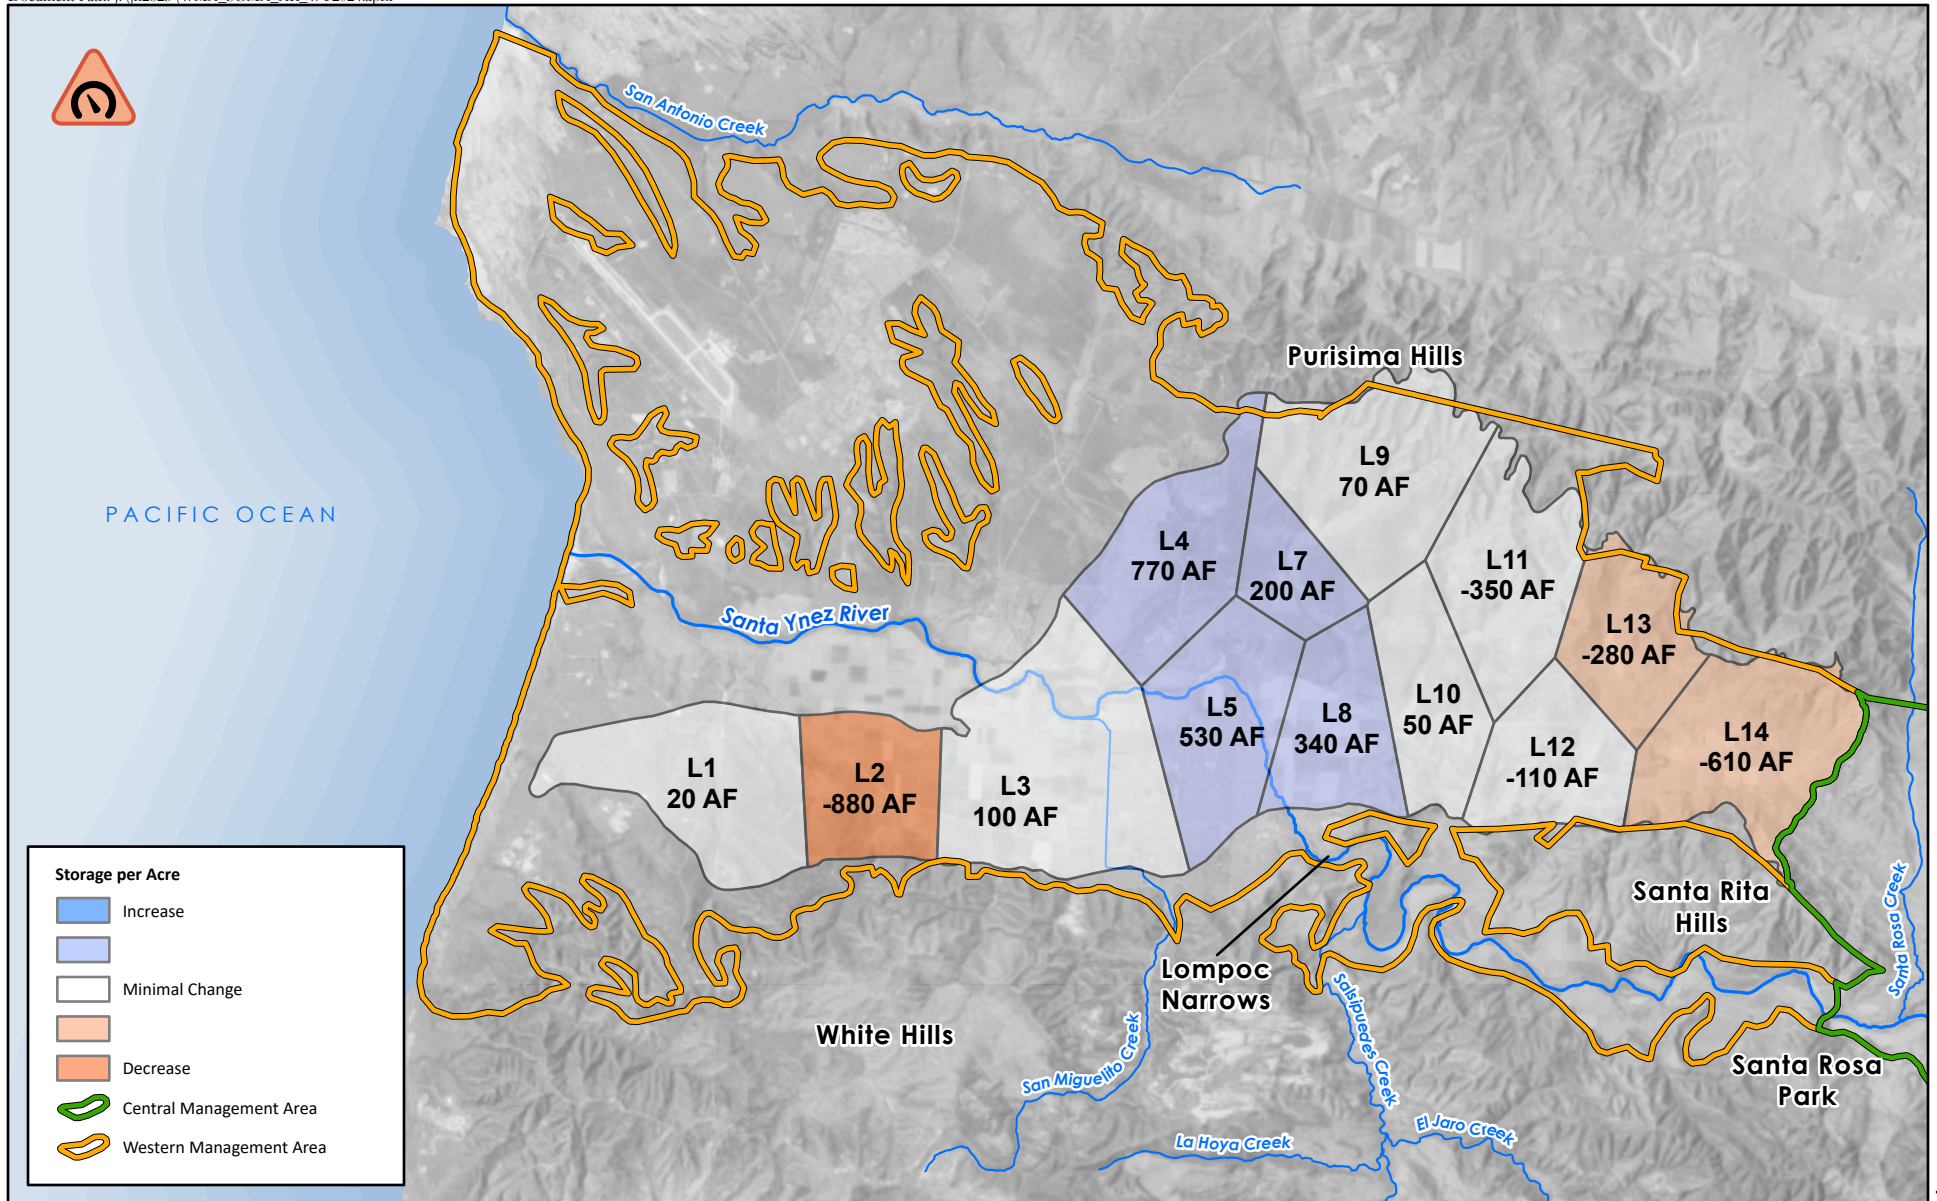 San Antonio Creek
Purisima Hills
L9
70 AF
PACIFIC OCEAN
L4
770 AF
L7
200 AF
L11
-350 AF
L13
-280 AF
Santa Ynez River
L5
530 AF
L8
340 AF
L10
50 AF
L12
-110 AF
L14
-610 AF
L1
20 AF
L2
-880 AF
L3
100 AF
Storage per Acre
Increase
Minimal Change
Decrease
Central Management Area
Western Management Area
Santa Rita
Hills
Santa Rosa Creek
Lompoc
Narrows
White Hills
San Miguelito Creek
Salsipuedes Creek
Santa Rosa
Park
La Hoya Creek
El Jaro Creek